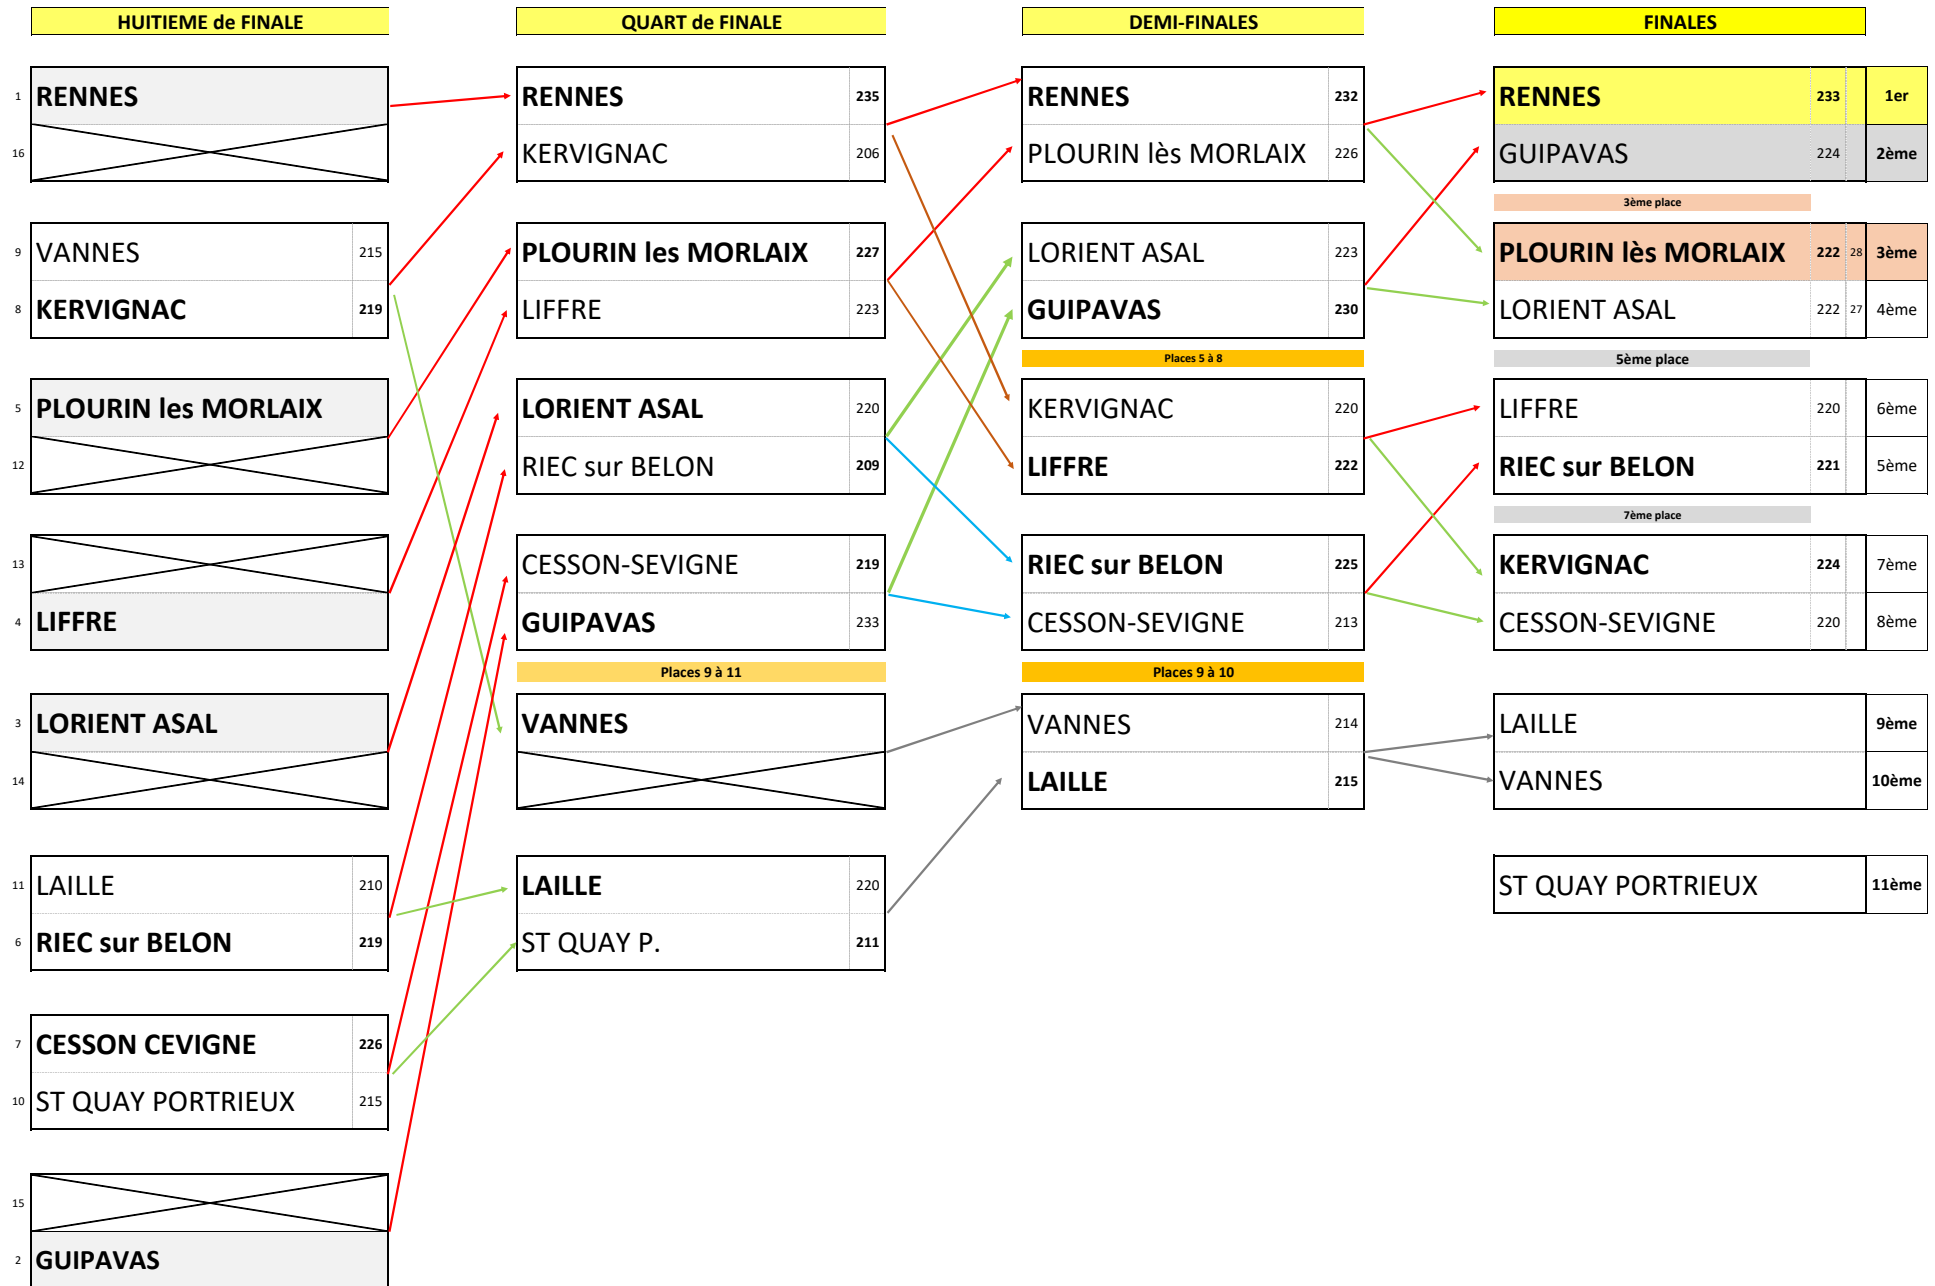 HUITIEME de FINALE
1 RENNES
16
9 VANNES 215
8 KERVIGNAC 219
5 PLOURIN les MORLAIX
12
13
4 LIFFRE
3 LORIENT ASAL
14
11 LAILLE 210
6 RIEC sur BELON 219
7 CESSON CEVIGNE 226
10 ST QUAY PORTRIEUX 215
15
2 GUIPAVAS
QUART de FINALE
RENNES 235
KERVIGNAC 206
PLOURIN les MORLAIX 227
LIFFRE 223
LORIENT ASAL 220
RIEC sur BELON 209
CESSON-SEVIGNE 219
GUIPAVAS 233
Places 9 à 11
VANNES
LAILLE 220
ST QUAY P. 211
DEMI-FINALES
RENNES 232
PLOURIN lès MORLAIX 226
LORIENT ASAL 223
GUIPAVAS 230
Places 5 à 8
KERVIGNAC 220
LIFFRE 222
RIEC sur BELON 225
CESSON-SEVIGNE 213
Places 9 à 10
VANNES 214
LAILLE 215
FINALES
RENNES 233 1er
GUIPAVAS 224 2ème
3ème place
PLOURIN lès MORLAIX 222 28 3ème
LORIENT ASAL 222 27 4ème
5ème place
LIFFRE 220 6ème
RIEC sur BELON 221 5ème
7ème place
KERVIGNAC 224 7ème
CESSON-SEVIGNE 220 8ème
LAILLE 9ème
VANNES 10ème
ST QUAY PORTRIEUX 11ème